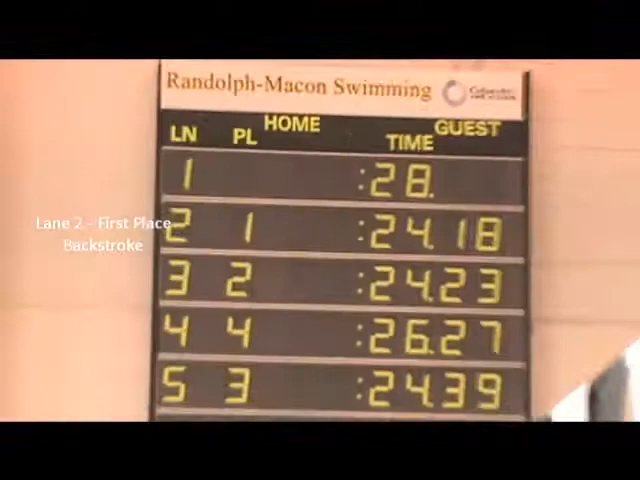 Randolph-Macon Swimming
HOME GUEST
LN PL TIME
1 :28.
Lane 2 - First Place
Backstroke
2 1 :24.18
3 2 :24.23
4 4 :26.27
5 3 :24.39